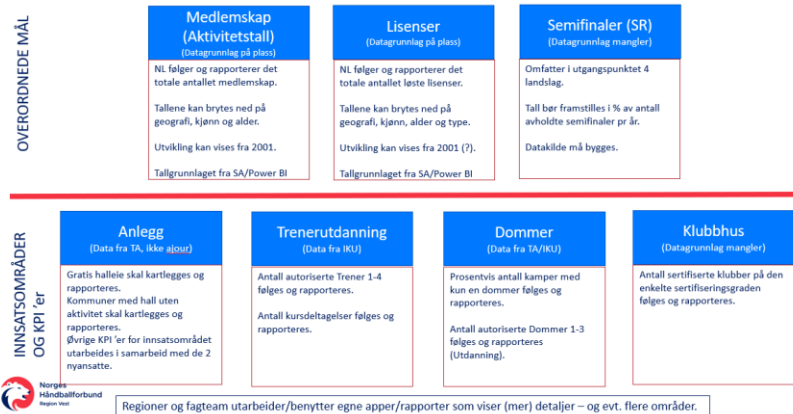 OVERORDNEDE MÅL
Medlemskap
(Aktivitetstall)
(Datagrunnlag på plass)
NL følger og rapporterer det
totale antallet medlemskap.
Tallene kan brytes ned på
geografi, kjønn og alder.
Utvikling kan vises fra 2001.
Tallgrunnlaget fra SA/Power BI
Lisenser
(Datagrunnlag på plass)
NL følger og rapporterer det
totale antallet løste lisenser.
Tallene kan brytes ned på
geografi, kjønn, alder og type.
Utvikling kan vises fra 2001 (?).
Tallgrunnlaget fra SA/Power BI
Semifinaler (SR)
(Datagrunnlag mangler)
Omfatter i utgangspunktet 4
landslag.
Tall bør framstilles i % av antall
avholdte semifinaler pr år.
Datakilde må bygges.
INNSATSOMRÅDER
OG KPI 'er
Anlegg
(Data fra TA, ikke ajour)
Gratis halleie skal kartlegges og
rapporteres.
Kommuner med hall uten
aktivitet skal kartlegges og
rapporteres.
Øvrige KPI 'er for innsatsområdet
utarbeides i samarbeid med de 2
nyansatte.
Trenerutdanning
(Data fra IKU)
Antall autoriserte Trener 1-4
følges og rapporteres.
Antall kursdeltagelser følges og
rapporteres.
Dommer
(Data fra TA/IKU)
Prosentvis antall kamper med
kun en dommer følges og
rapporteres.
Antall autoriserte Dommer 1-3
følges og rapporteres
(Utdanning).
Klubbhus
(Datagrunnlag mangler)
Antall sertifiserte klubber på den
enkelte sertifiseringsgraden
følges og rapporteres.
Norges
Håndballforbund
Region Vest
Regioner og fagteam utarbeider/benytter egne apper/rapporter som viser (mer) detaljer – og evt. flere områder.